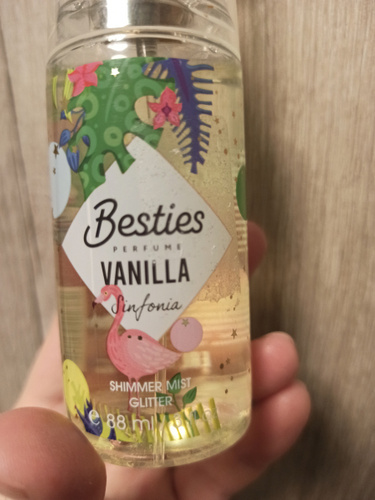 Besties
PERFUME
VANILLA
Sinfonia
SHIMMER MIST
GLITTER
88 ml